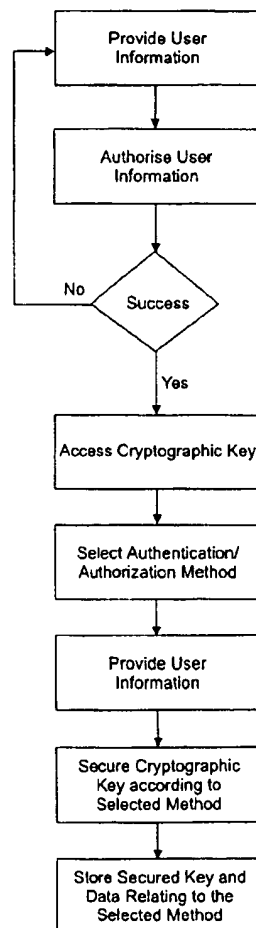 Provide User
Information
Authorise User
Information
Success
No
Yes
Access Cryptographic Key
Select Authentication/
Authorization Method
Provide User
Information
Secure Cryptographic
Key according to
Selected Method
Store Secured Key and
Data Relating to the
Selected Method